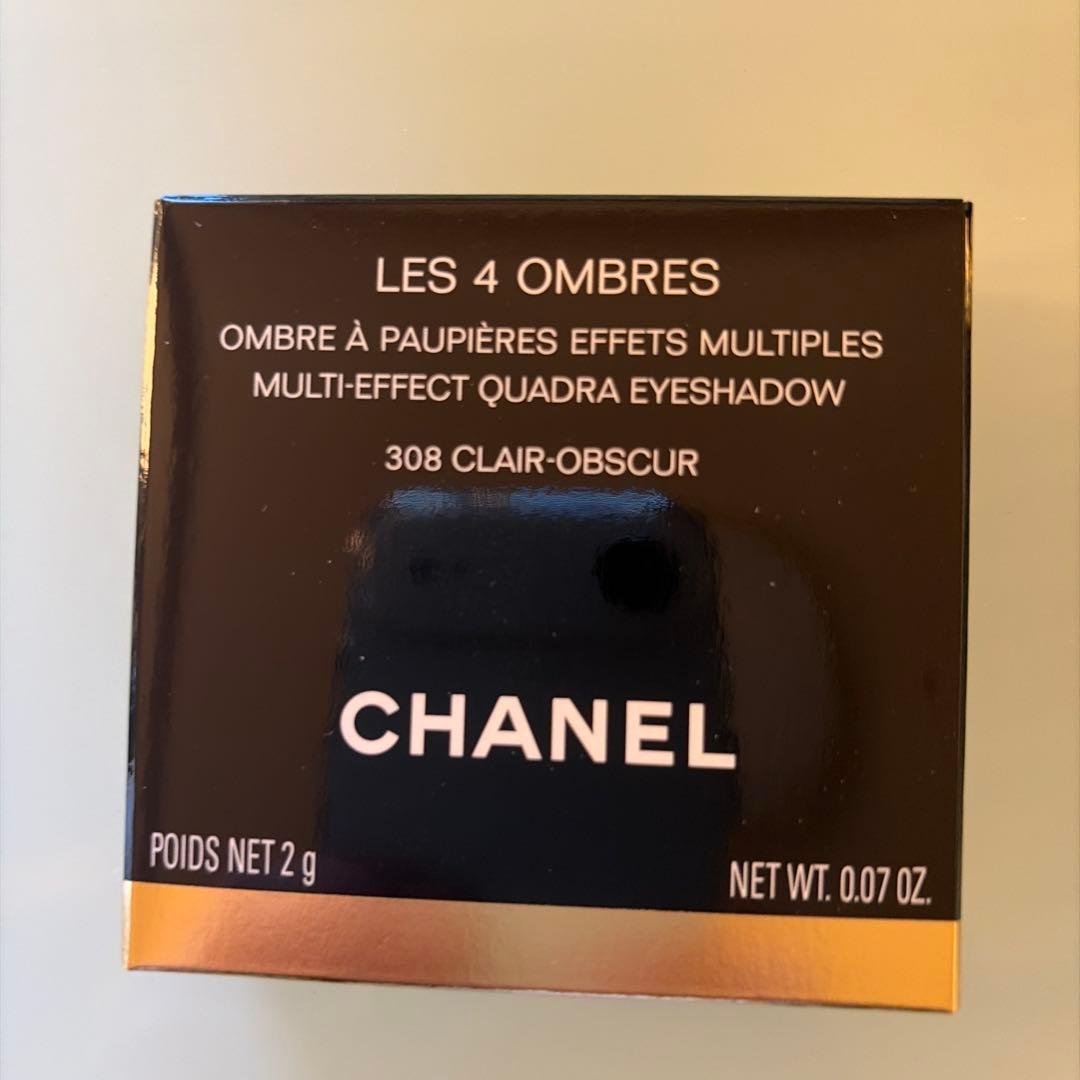 LES 4 OMBRES
OMBRE À PAUPIÈRES EFFETS MULTIPLES
MULTI-EFFECT QUADRA EYESHADOW
308 CLAIR-OBSCUR
CHANEL
POIDS NET 2 g
NET WT. 0.07 OZ.